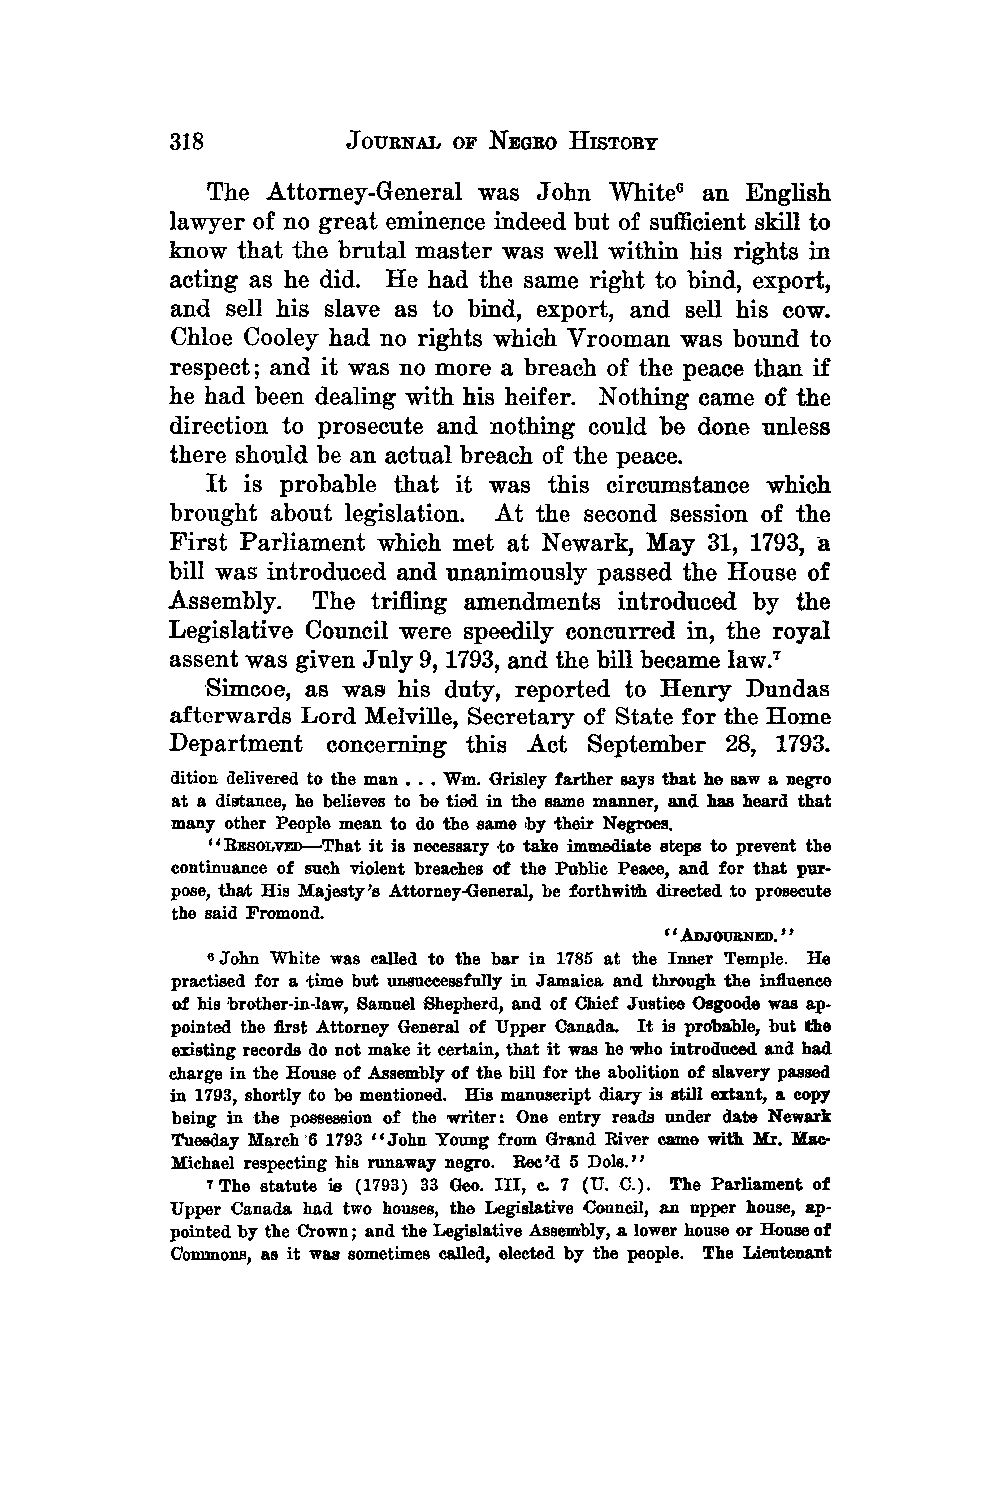 318 JOURNAL OF NEGRO HISTORY
The Attorney-General was John White⁶ an English
lawyer of no great eminence indeed but of sufficient skill to
know that the brutal master was well within his rights in
acting as he did. He had the same right to bind, export,
and sell his slave as to bind, export, and sell his cow.
Chloe Cooley had no rights which Vrooman was bound to
respect; and it was no more a breach of the peace than if
he had been dealing with his heifer. Nothing came of the
direction to prosecute and nothing could be done unless
there should be an actual breach of the peace.
It is probable that it was this circumstance which
brought about legislation. At the second session of the
First Parliament which met at Newark, May 31, 1793, a
bill was introduced and unanimously passed the House of
Assembly. The trifling amendments introduced by the
Legislative Council were speedily concurred in, the royal
assent was given July 9, 1793, and the bill became law.⁷
Simcoe, as was his duty, reported to Henry Dundas
afterwards Lord Melville, Secretary of State for the Home
Department concerning this Act September 28, 1793.
dition delivered to the man . . . Wm. Grisley farther says that he saw a negro
at a distance, he believes to be tied in the same manner, and has heard that
many other People mean to do the same by their Negroes.
"RESOLVED—That it is necessary to take immediate steps to prevent the
continuance of such violent breaches of the Public Peace, and for that pur-
pose, that His Majesty's Attorney-General, be forthwith directed to prosecute
the said Fromond.
"ADJOURNED."
⁶ John White was called to the bar in 1785 at the Inner Temple. He
practised for a time but unsuccessfully in Jamaica and through the influence
of his brother-in-law, Samuel Shepherd, and of Chief Justice Osgoode was ap-
pointed the first Attorney General of Upper Canada. It is probable, but the
existing records do not make it certain, that it was he who introduced and had
charge in the House of Assembly of the bill for the abolition of slavery passed
in 1793, shortly to be mentioned. His manuscript diary is still extant, a copy
being in the possession of the writer: One entry reads under date Newark
Tuesday March 6 1793 "John Young from Grand River came with Mr. Mac-
Michael respecting his runaway negro. Rec'd 5 Dols."
⁷ The statute is (1793) 33 Geo. III, c. 7 (U. C.). The Parliament of
Upper Canada had two houses, the Legislative Council, an upper house, ap-
pointed by the Crown; and the Legislative Assembly, a lower house or House of
Commons, as it was sometimes called, elected by the people. The Lieutenant